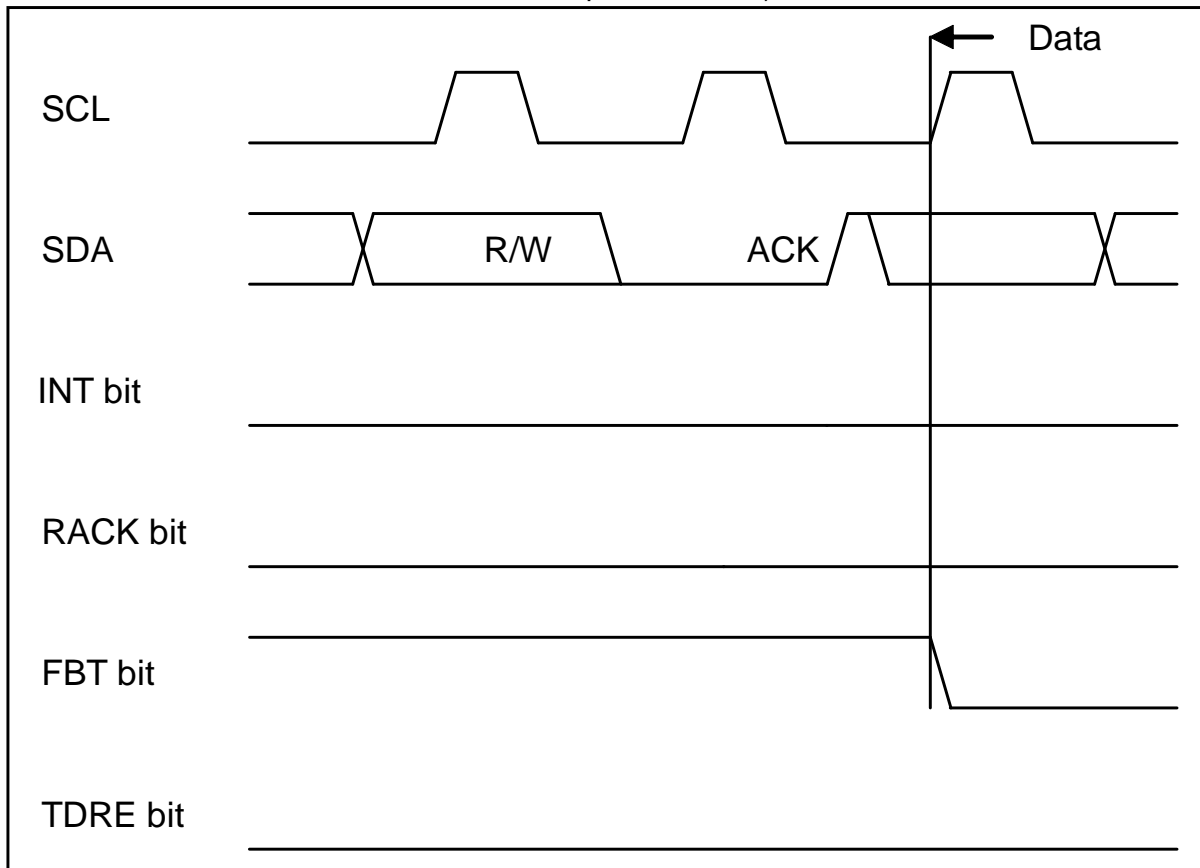 Data
SCL
SDA
R/W
ACK
INT bit
RACK bit
FBT bit
TDRE bit